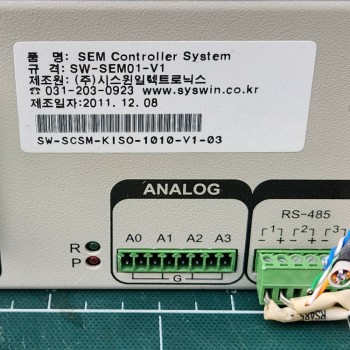 품 명: SEM Controller System
규 격: SW-SEM01-V1
제조원: (주)시스윈일렉트로닉스
☎ 031-203-0923 www.syswin.co.kr
제조일자: 2011. 12. 08
SW-SCSM-KISO-1010-V1-03
ANALOG
RS-485
A0 A1 A2 A3
- 1 + - 2 + - 3
R
P
G
RS485